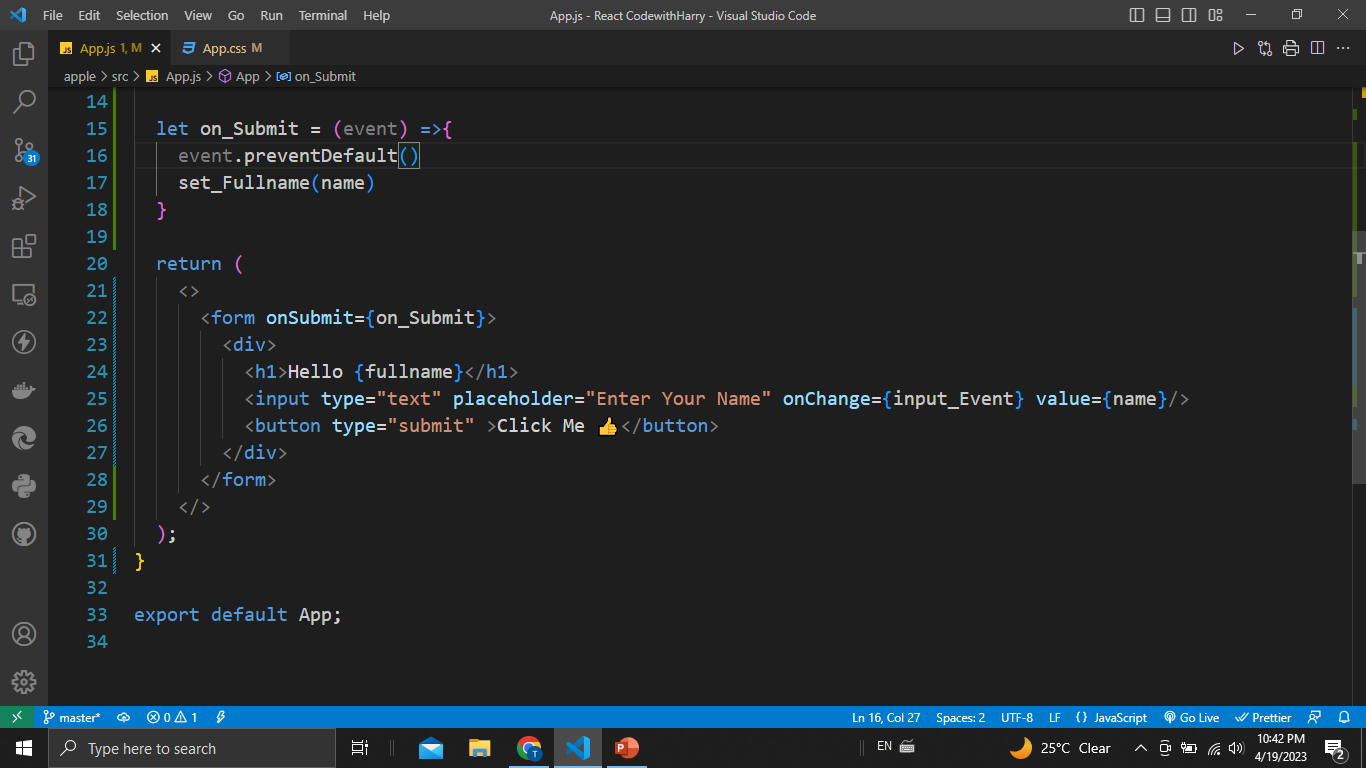 File Edit Selection View Go Run Terminal Help App.js - React CodewithHarry - Visual Studio Code
JS App.js 1, M App.css M
apple > src > JS App.js > App > on_Submit
14
15 let on_Submit = (event) =>{
16 event.preventDefault()
17 set_Fullname(name)
18 }
19
20 return (
21 <>
22 <form onSubmit={on_Submit}>
23 <div>
24 <h1>Hello {fullname}</h1>
25 <input type="text" placeholder="Enter Your Name" onChange={input_Event} value={name}/>
26 <button type="submit" >Click Me 👍</button>
27 </div>
28 </form>
29 </>
30 );
31 }
32
33 export default App;
34
31
master* 0 1 Ln 16, Col 27 Spaces: 2 UTF-8 LF {} JavaScript Go Live Prettier
Type here to search T P EN 25°C Clear 10:42 PM
4/19/2023 2